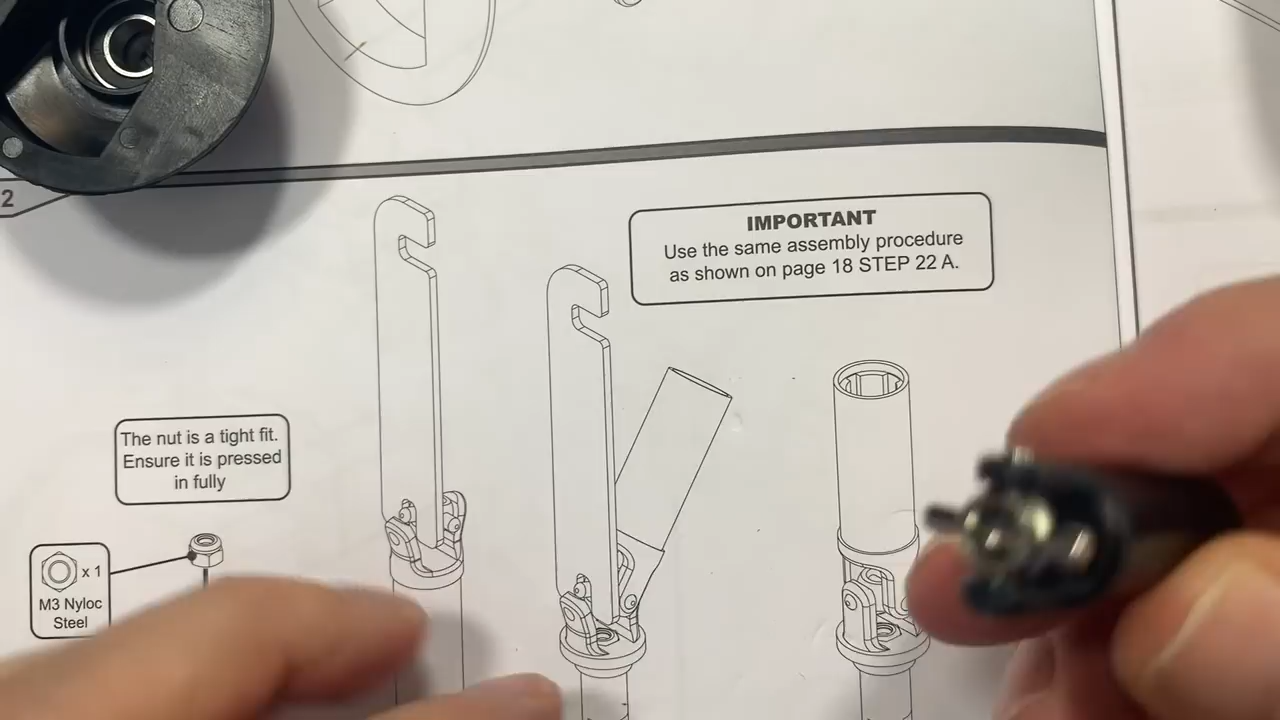 2
IMPORTANT
Use the same assembly procedure
as shown on page 18 STEP 22 A.
The nut is a tight fit.
Ensure it is pressed
in fully
x 1
M3 Nyloc
Steel